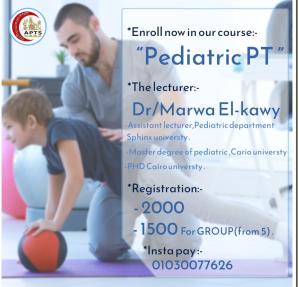 APTS
*Enroll now in our course:-
“Pediatric PT ”
*The lecturer:-
Dr/Marwa El-kawy
Assistant lecturer,Pediatric department
Sphinx university .
-Master degree of pediatric ,Cario universty
-PHD Cairo universty .
*Registration:-
- 2000
- 1500 For GROUP(from 5) .
*Insta pay:-
01030077626